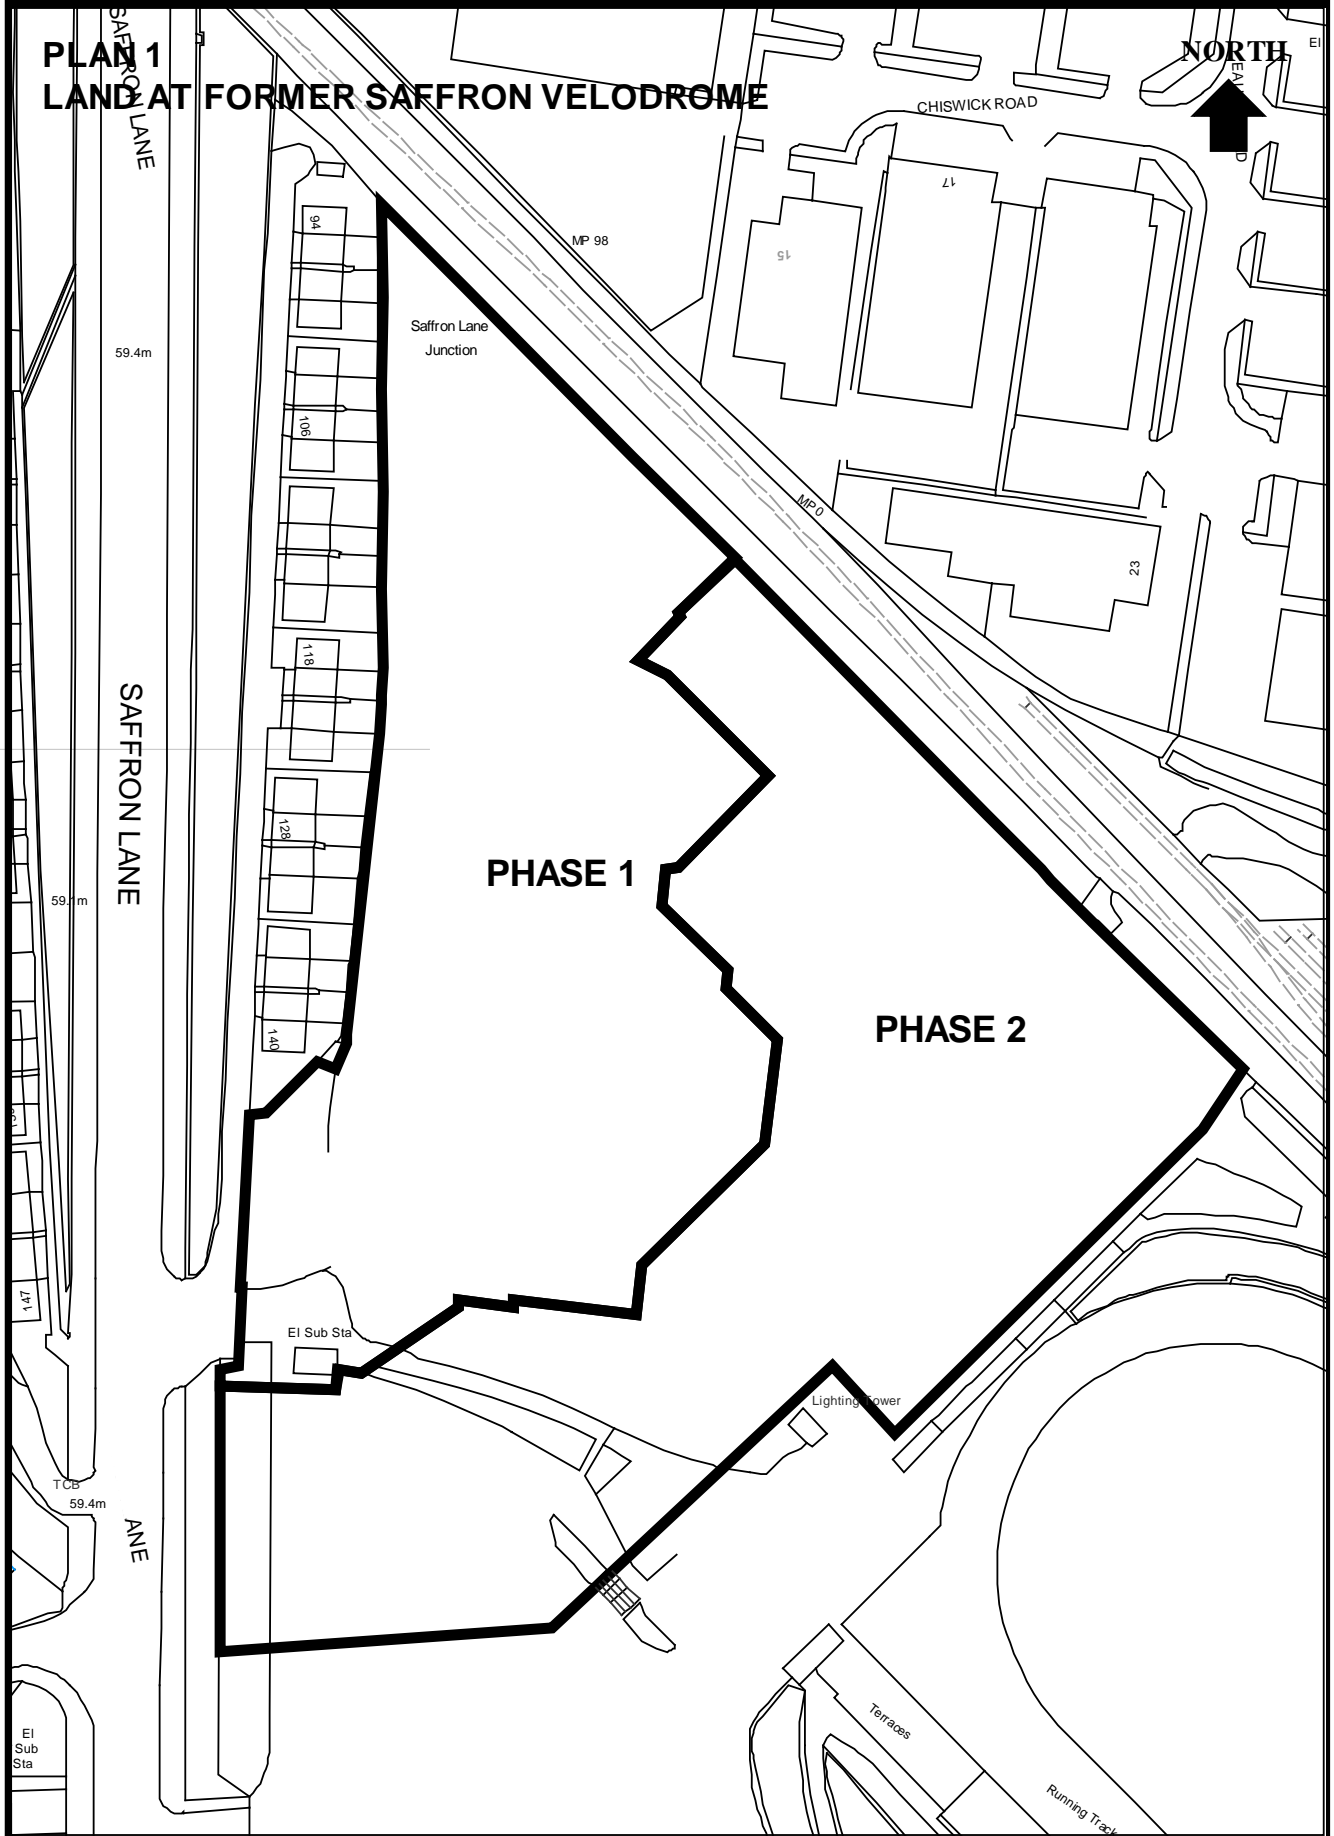 PLAN 1
LAND AT FORMER SAFFRON VELODROME
SAFFRON LANE
NORTH
El
CHISWICK ROAD
17
15
94
MP 98
Saffron Lane
Junction
59.4m
106
MP 0
23
118
SAFFRON LANE
128
PHASE 1
59.1m
PHASE 2
140
147
El Sub Sta
Lighting Tower
TCB
59.4m
ANE
El
Sub
Sta
Terraces
Running Track